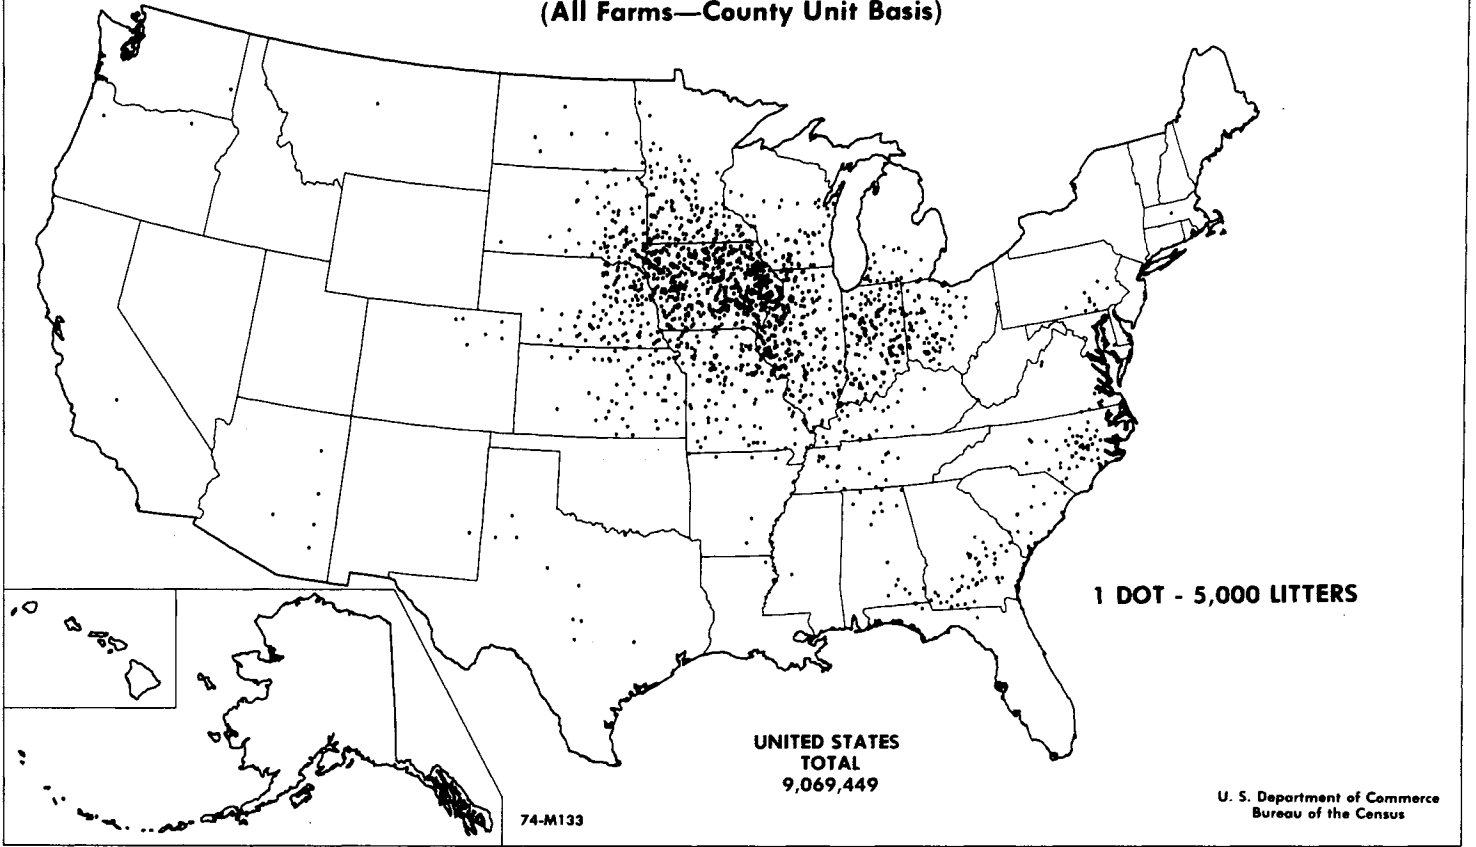 (All Farms—County Unit Basis)
1 DOT - 5,000 LITTERS
UNITED STATES
TOTAL
9,069,449
U. S. Department of Commerce
Bureau of the Census
74-M133